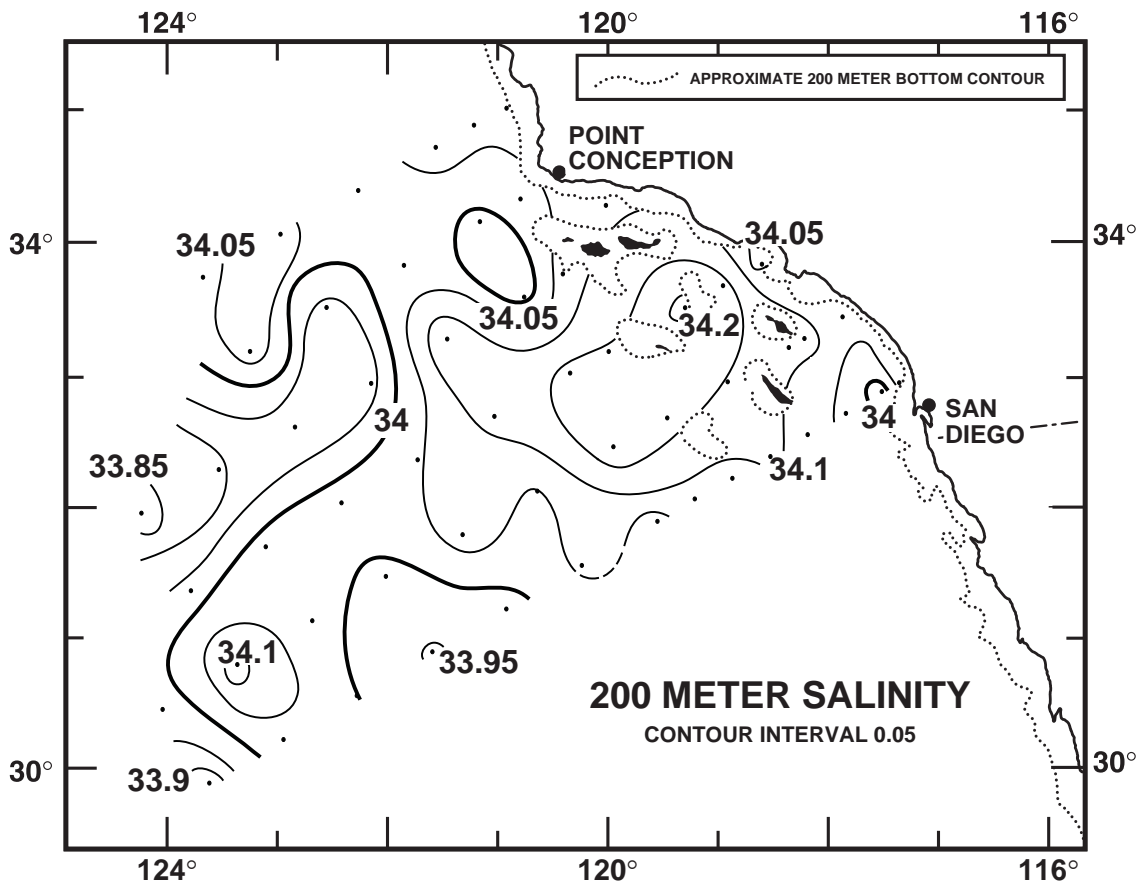 124° 120° 116°
APPROXIMATE 200 METER BOTTOM CONTOUR
POINT
CONCEPTION
34° 34.05 34.05 34°
34.05 34.2
34 34 SAN
DIEGO
33.85 34.1
34.1 33.95
200 METER SALINITY
CONTOUR INTERVAL 0.05
30° 33.9 30°
124° 120° 116°